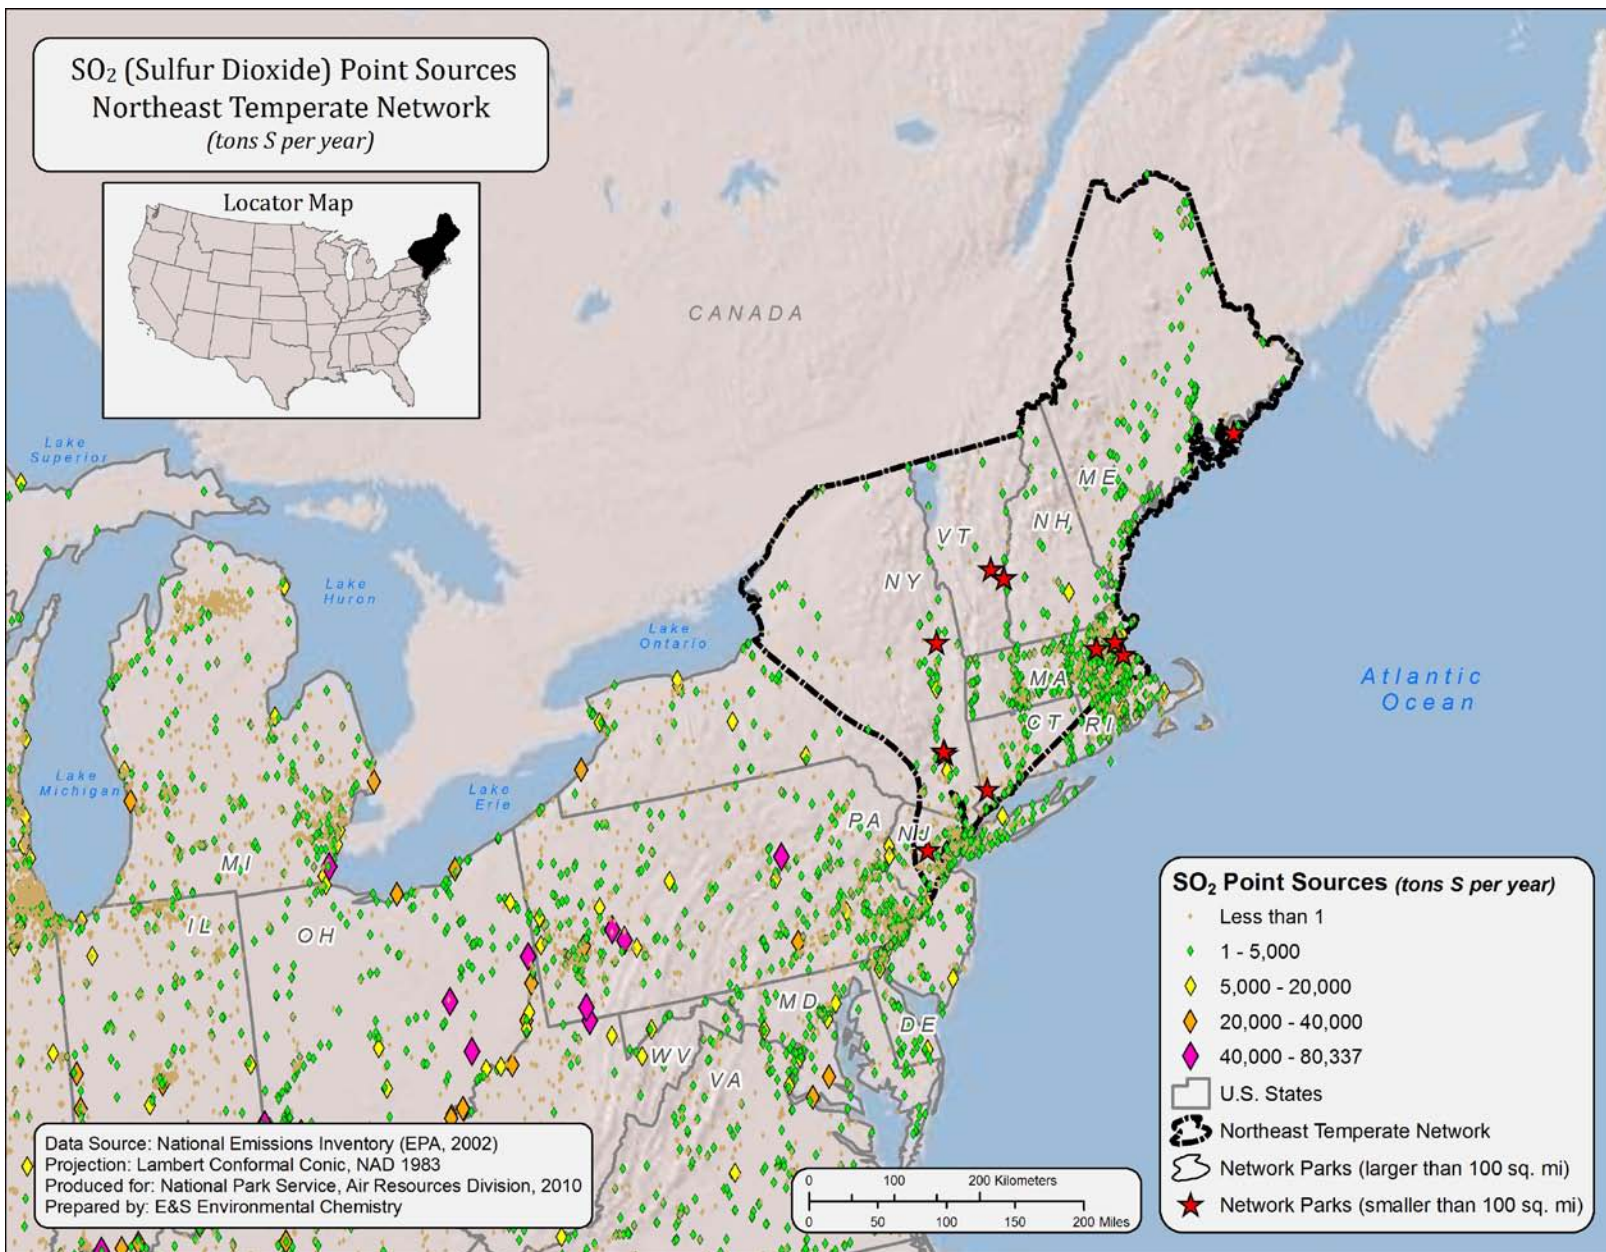 SO₂ (Sulfur Dioxide) Point Sources
Northeast Temperate Network
(tons S per year)
Locator Map
CANADA
Lake
Superior
Lake
Huron
Lake
Ontario
Lake
Michigan
Lake
Erie
Atlantic
Ocean
ME
NH
VT
NY
MA
CT
RI
PA
NJ
MI
IL
OH
MD
DE
WV
VA
SO₂ Point Sources (tons S per year)
Less than 1
1 - 5,000
5,000 - 20,000
20,000 - 40,000
40,000 - 80,337
U.S. States
Northeast Temperate Network
Network Parks (larger than 100 sq. mi)
Network Parks (smaller than 100 sq. mi)
Data Source: National Emissions Inventory (EPA, 2002)
Projection: Lambert Conformal Conic, NAD 1983
Produced for: National Park Service, Air Resources Division, 2010
Prepared by: E&S Environmental Chemistry
0 100 200 Kilometers
0 50 100 150 200 Miles